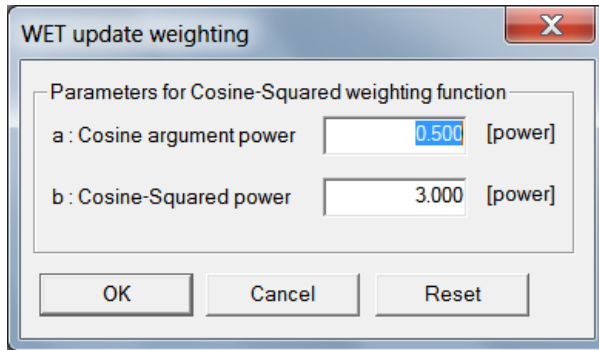 WET update weighting
X
Parameters for Cosine-Squared weighting function
a : Cosine argument power 0.500 [power]
b : Cosine-Squared power 3.000 [power]
OK Cancel Reset